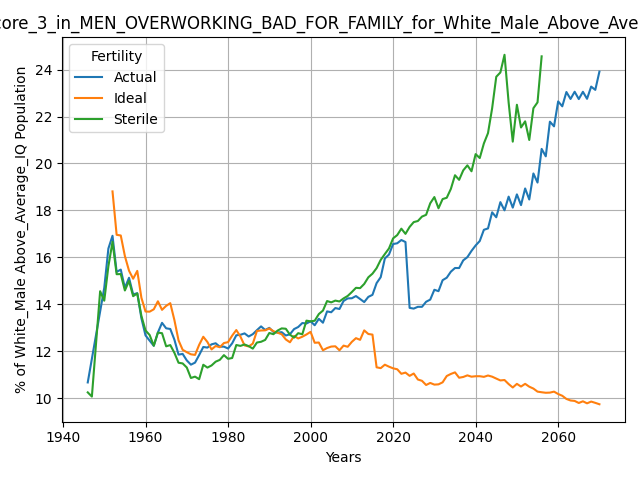 core_3_in_MEN_OVERWORKING_BAD_FOR_FAMILY_for_White_Male_Above_Ave
Fertility
Actual
Ideal
Sterile
% of White_Male Above_Average_IQ Population
24
22
20
18
16
14
12
10
1940 1960 1980 2000 2020 2040 2060
Years